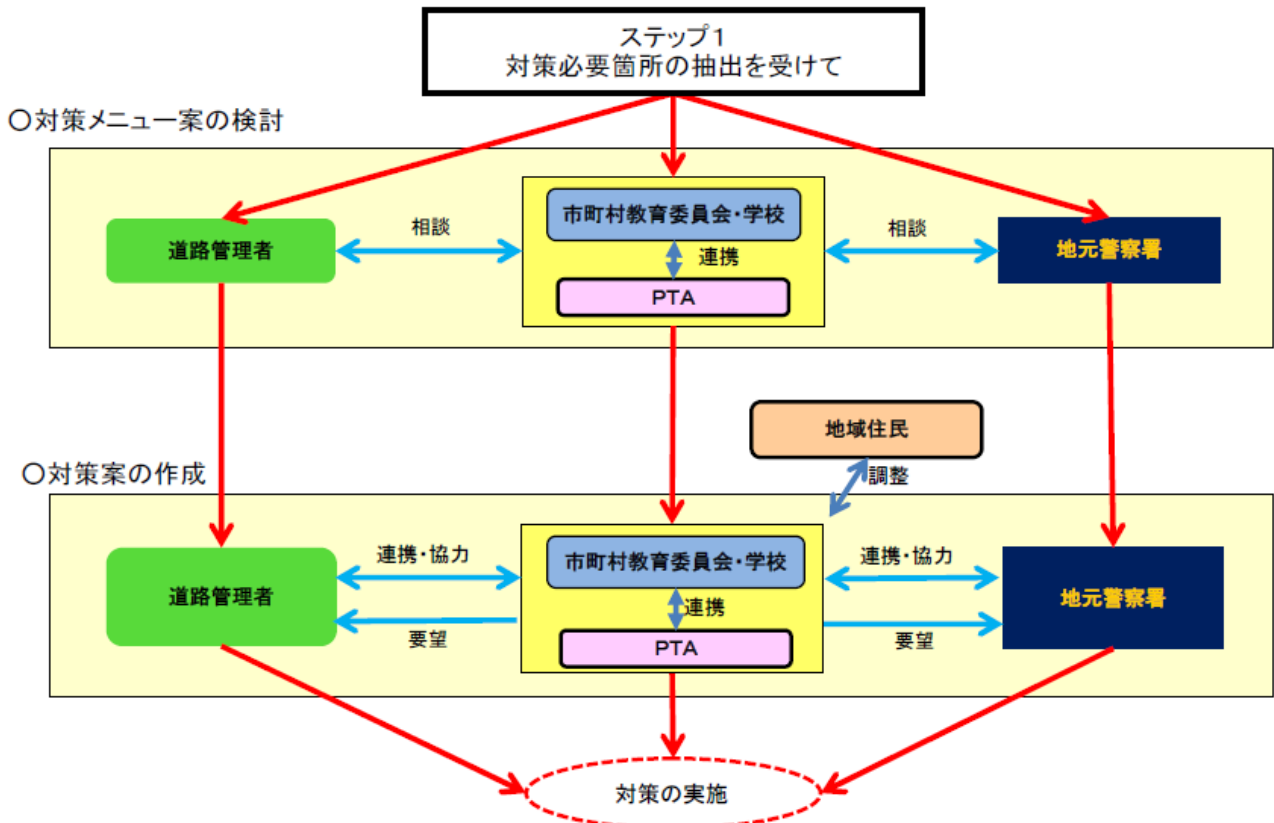 ステップ1
対策必要箇所の抽出を受けて
〇対策メニュー案の検討
市町村教育委員会・学校
道路管理者
相談
連携
相談
地元警察署
PTA
地域住民
調整
〇対策案の作成
市町村教育委員会・学校
連携・協力
連携・協力
道路管理者
連携
地元警察署
要望
PTA
要望
対策の実施